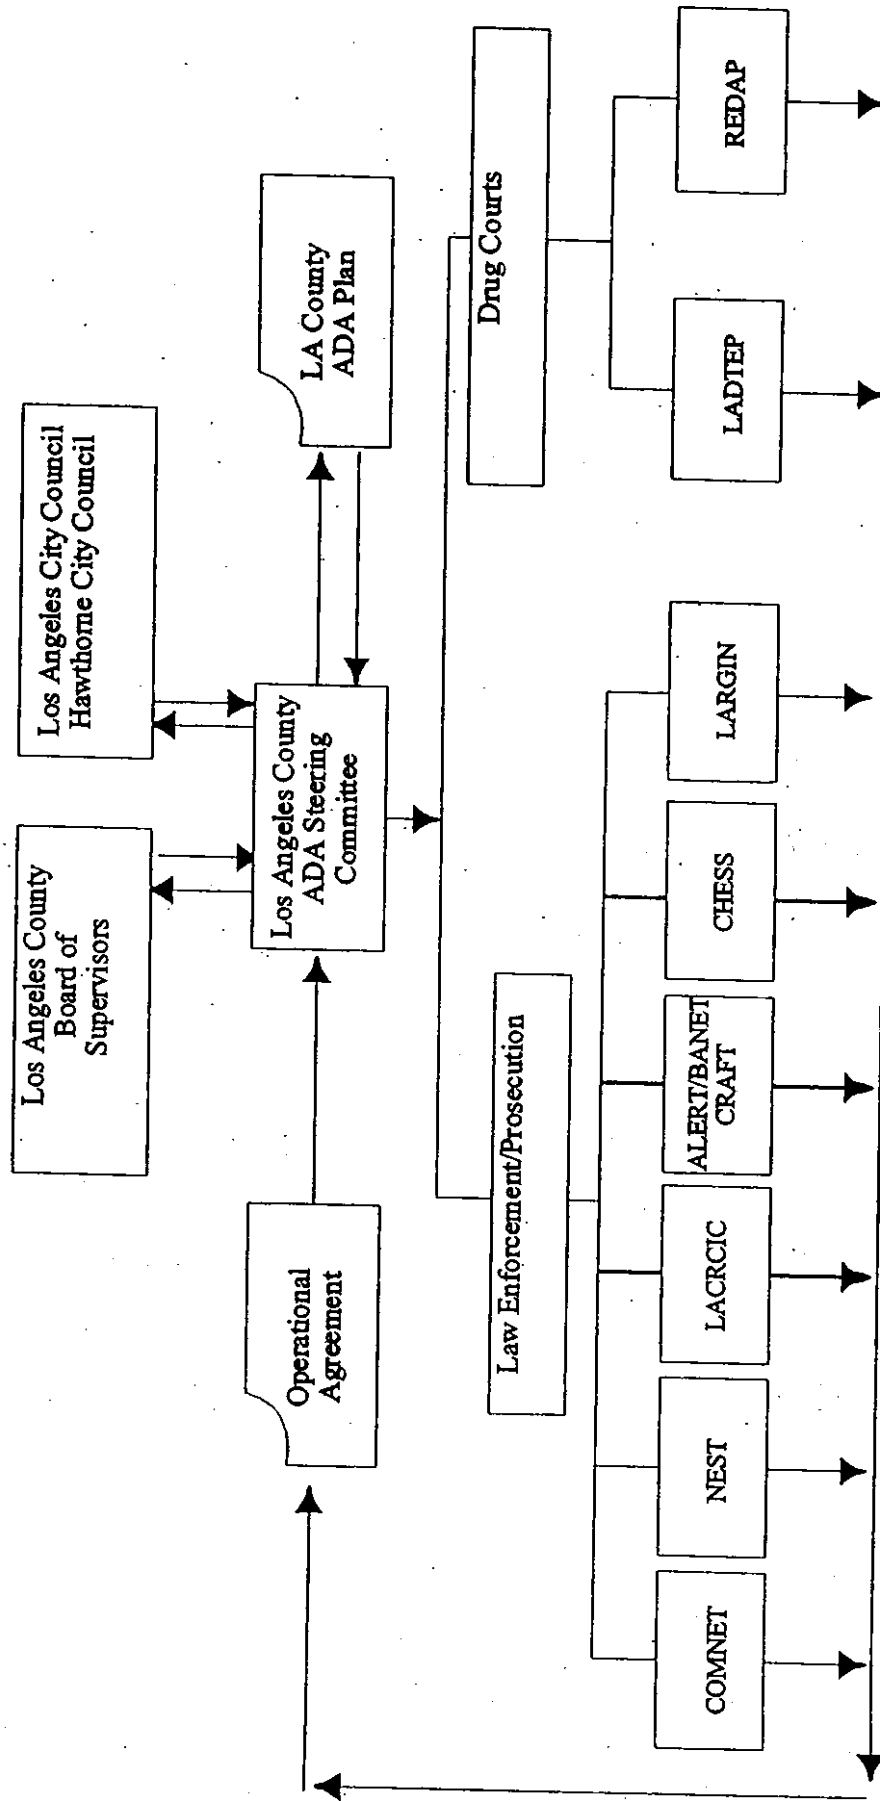 Los Angeles County
Board of
Supervisors
Los Angeles City Council
Hawthorne City Council
Operational
Agreement
Los Angeles County
ADA Steering
Committee
LA County
ADA Plan
Law Enforcement/Prosecution
Drug Courts
COMNET
NEST
LACRCIC
ALERT/BANET
CRAFT
CHESS
LARGIN
LADTEP
REDAP